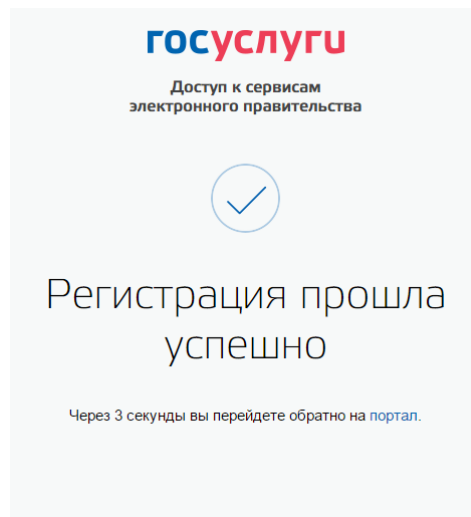 госуслуги
Доступ к сервисам
электронного правительства
Регистрация прошла
успешно
Через 3 секунды вы перейдете обратно на портал.